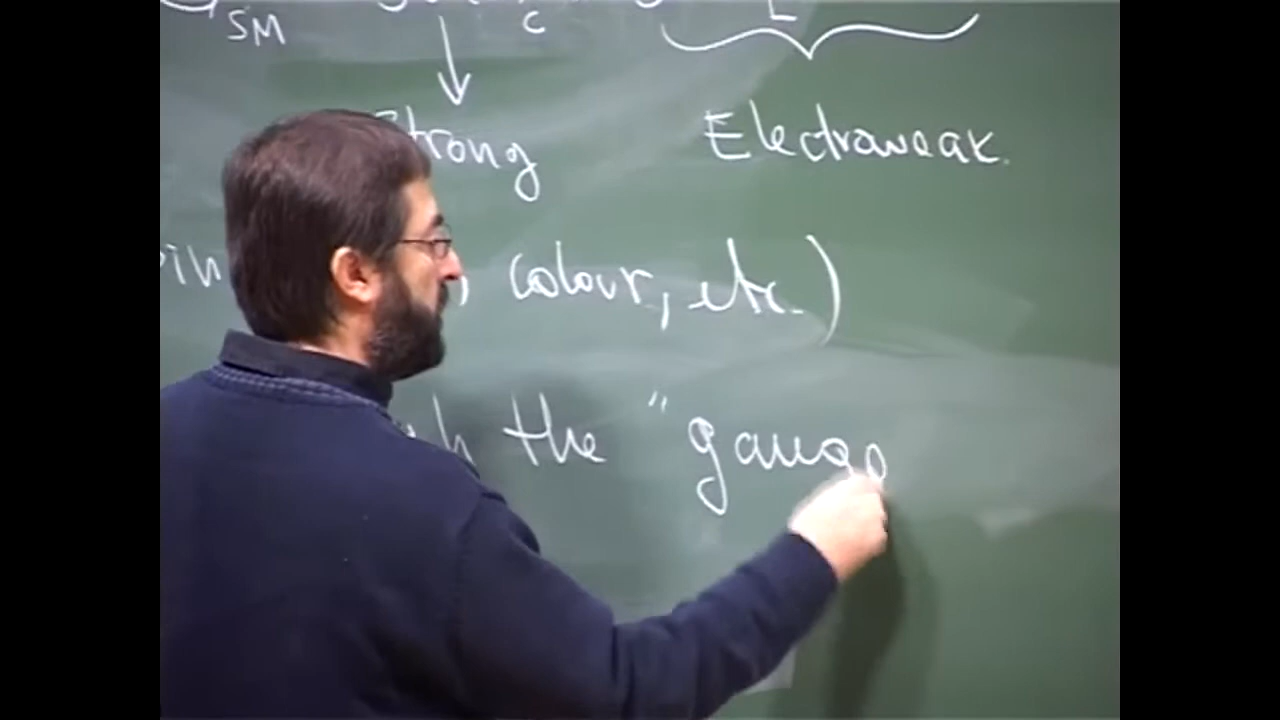 SM C L
Strong Electroweak.
, colour, etc.)
the "gauge